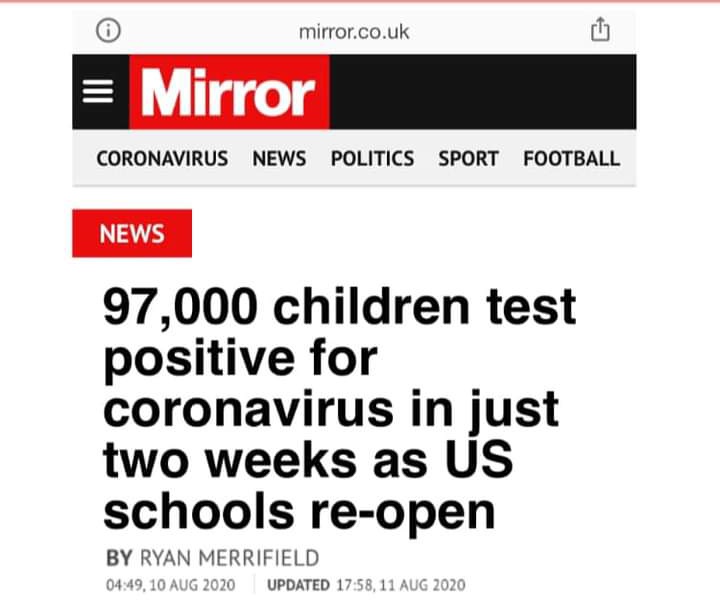 mirror.co.uk
Mirror
CORONAVIRUS NEWS POLITICS SPORT FOOTBALL
NEWS
97,000 children test
positive for
coronavirus in just
two weeks as US
schools re-open
BY RYAN MERRIFIELD
04:49, 10 AUG 2020 UPDATED 17:58, 11 AUG 2020